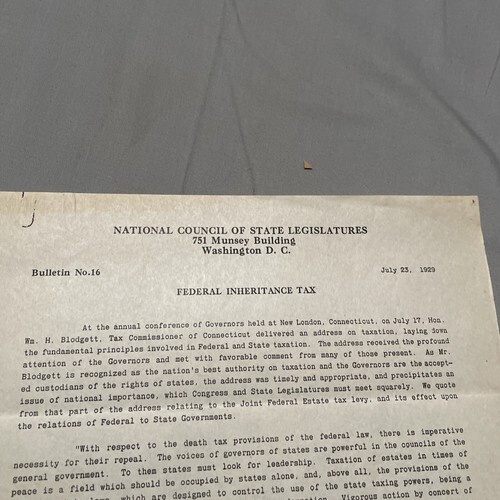 NATIONAL COUNCIL OF STATE LEGISLATURES
751 Munsey Building
Washington D. C.
Bulletin No.16
July 23, 1929
FEDERAL INHERITANCE TAX
At the annual conference of Governors held at New London, Connecticut, on July 17, Hon.
Wm. H. Blodgett, Tax Commissioner of Connecticut delivered an address on taxation, laying down
the fundamental principles involved in Federal and State taxation. The address received the profound
attention of the Governors and met with favorable comment from many of those present. As Mr.
Blodgett is recognized as the nation's best authority on taxation and the Governors are the accept-
ed custodians of the rights of states, the address was timely and appropriate, and precipitates an
issue of national importance, which Congress and State Legislatures must meet squarely. We quote
from that part of the address relating to the Joint Federal Estate tax levy, and its effect upon
the relations of Federal to State Governments.
"With respect to the death tax provisions of the federal law, there is imperative
necessity for their repeal. The voices of governors of states are powerful in the councils of the
general government. To them states must look for leadership. Taxation of estates in times of
peace is a field which should be occupied by states alone, and, above all, the provisions of the
which are designed to control the use of the state taxing powers, being a
Vigorous action by concert of